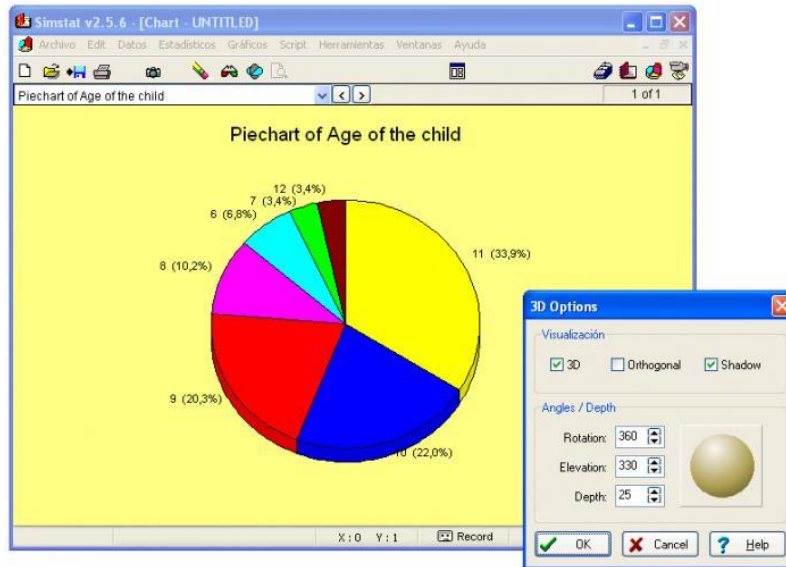 Simstat v2.5.6 - [Chart - UNTITLED]
Archivo Edit Datos Estadísticos Gráficos Script Herramientas Ventanas Ayuda
Piechart of Age of the child
1 of 1
Piechart of Age of the child
12 (3,4%)
7 (3,4%)
6 (6,8%)
11 (33,9%)
8 (10,2%)
9 (20,3%)
10 (22,0%)
X: 0 Y: 1 Record
3D Options
Visualización
3D Orthogonal Shadow
Angles / Depth
Rotation: 360
Elevation: 330
Depth: 25
OK Cancel Help